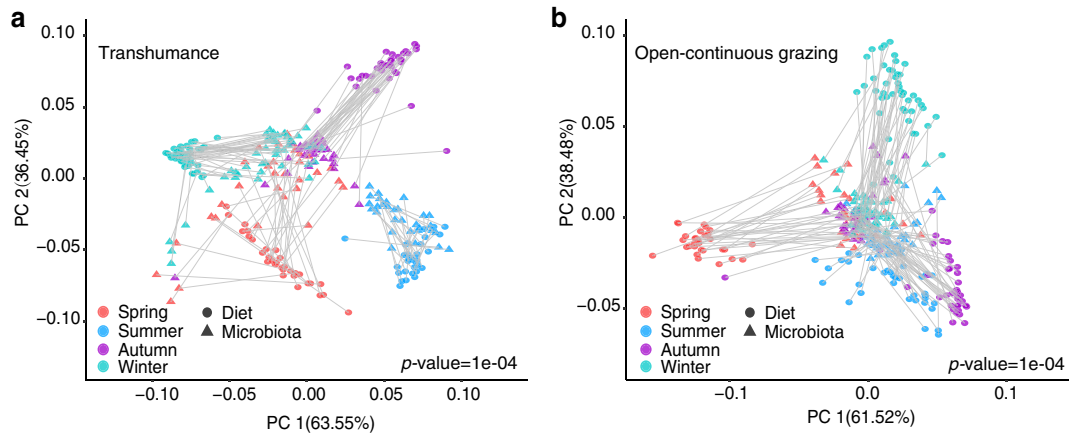 a
Transhumance
0.10
0.05
0.00
−0.05
−0.10
PC 2(36.45%)
Spring
Summer
Autumn
Winter
Diet
Microbiota
p-value=1e-04
−0.10
−0.05
0.00
0.05
0.10
PC 1(63.55%)
b
Open-continuous grazing
0.10
0.05
0.00
−0.05
PC 2(38.48%)
Spring
Summer
Autumn
Winter
Diet
Microbiota
p-value=1e-04
−0.1
0.0
0.1
PC 1(61.52%)